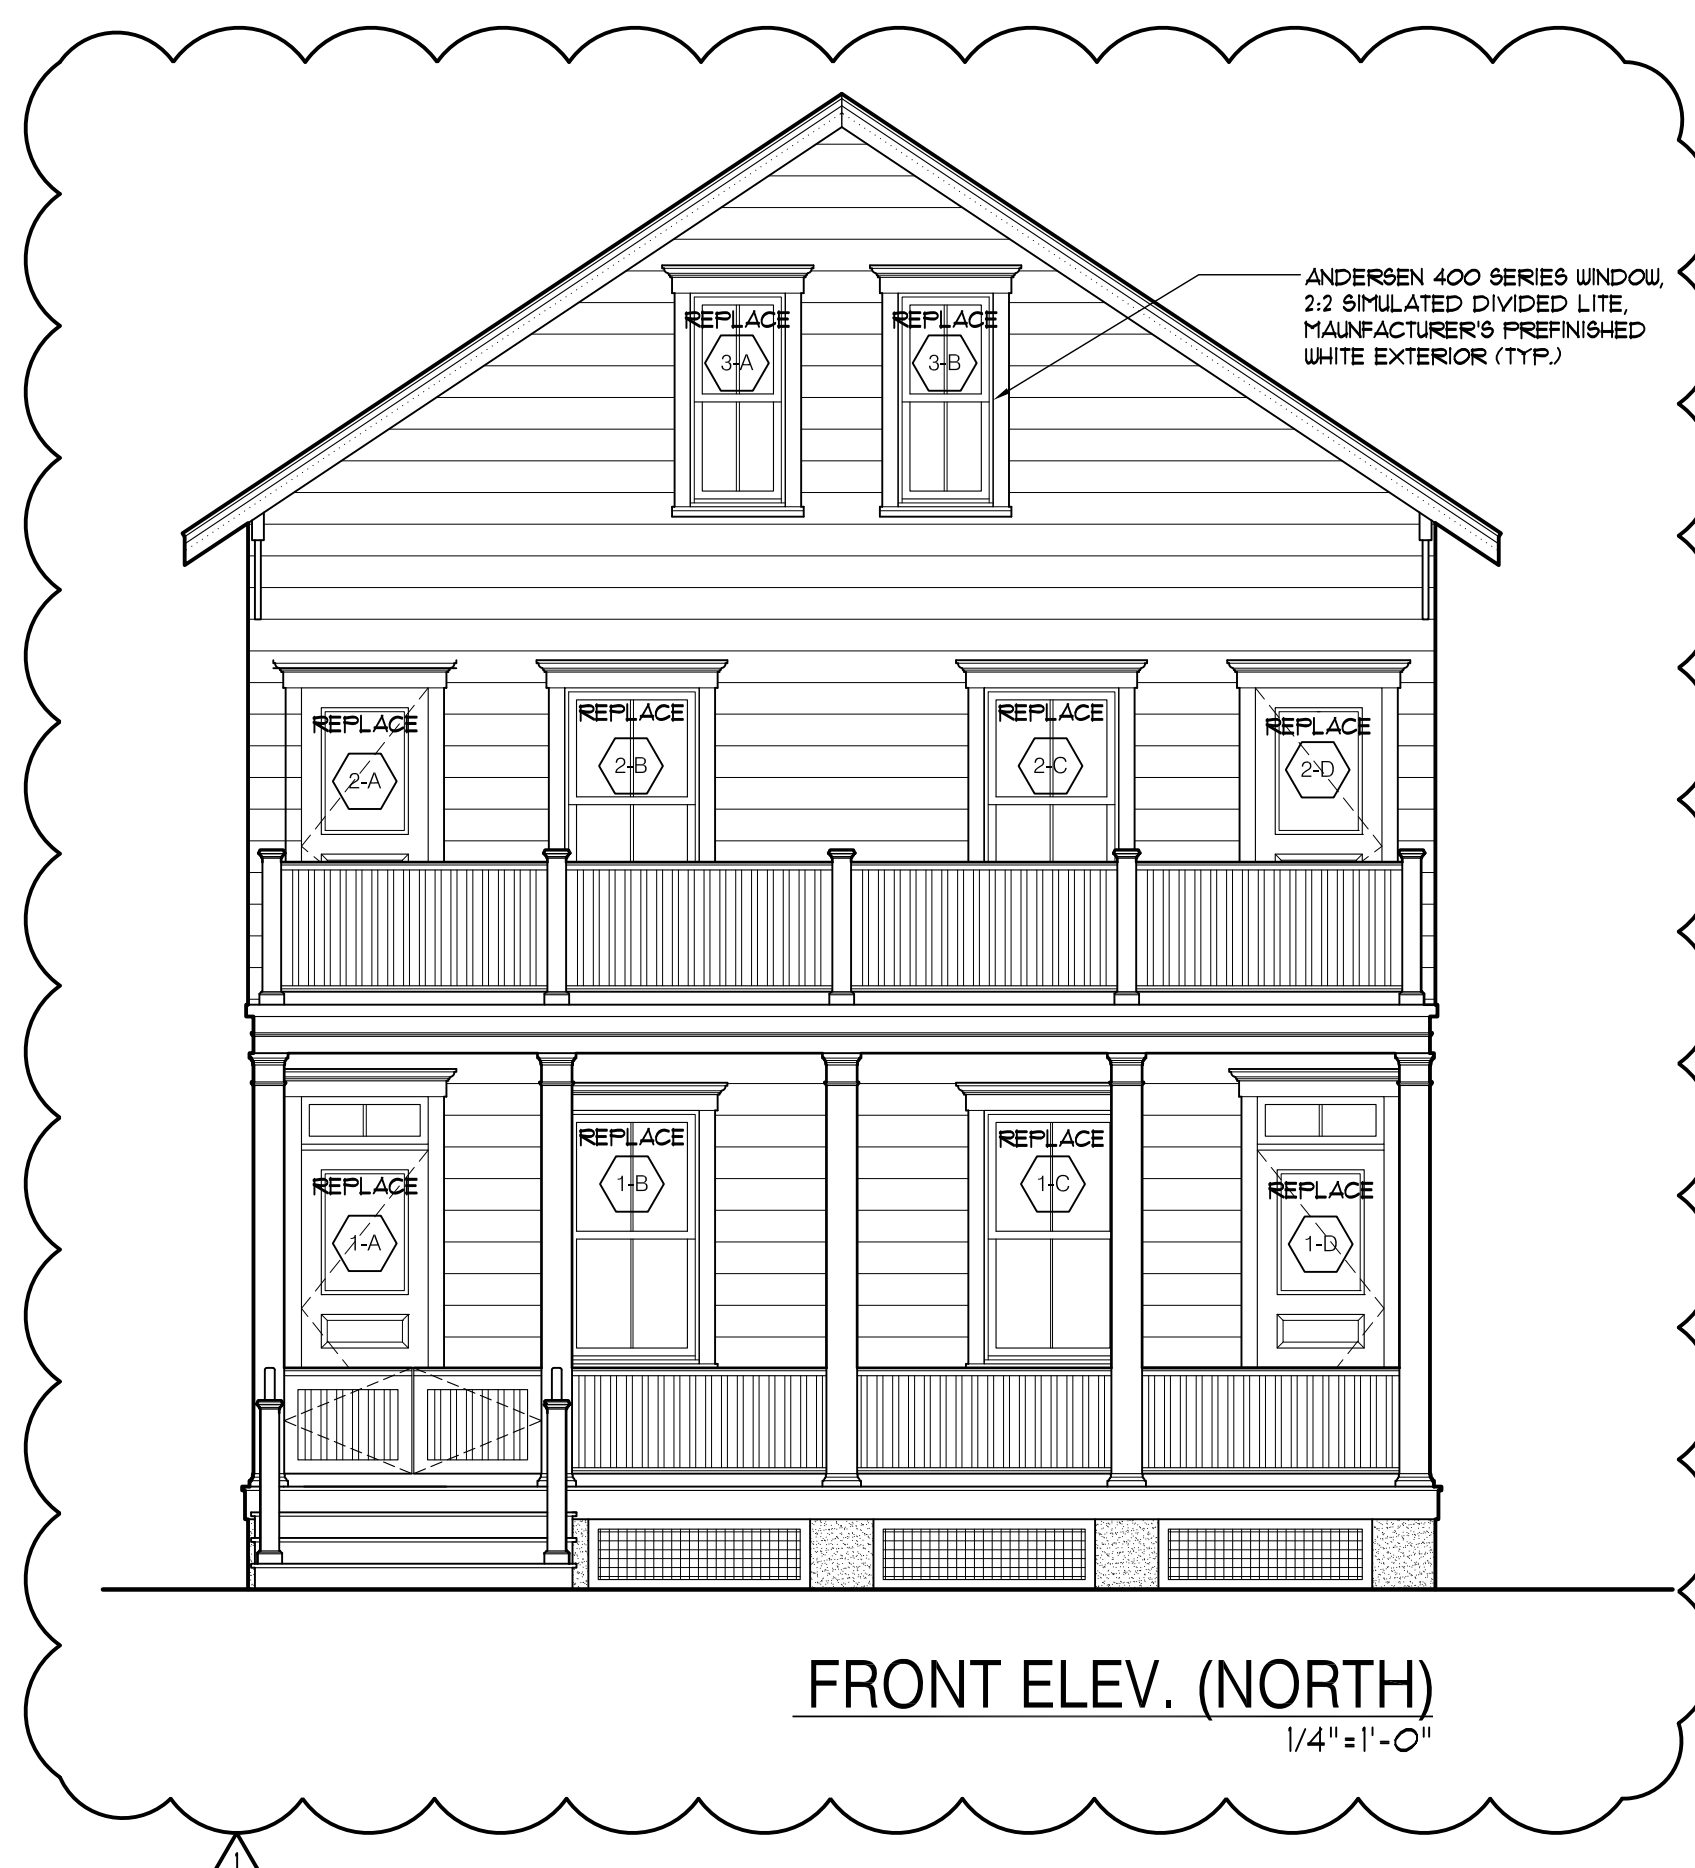 ANDERSEN 400 SERIES WINDOW,
2:2 SIMULATED DIVIDED LITE,
MAUNFACTURER'S PREFINISHED
WHITE EXTERIOR (TYP.)
REPLACE
3-A
REPLACE
3-B
REPLACE
2-A
REPLACE
2-B
REPLACE
2-C
REPLACE
2-D
REPLACE
1-A
REPLACE
1-B
REPLACE
1-C
REPLACE
1-D
FRONT ELEV. (NORTH)
1/4"=1'-0"
1